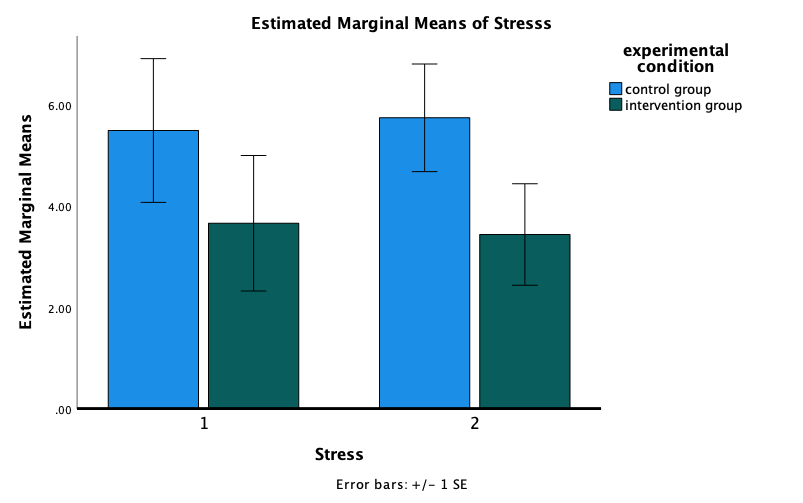 Estimated Marginal Means of Stresss
experimental
condition
control group
intervention group
Estimated Marginal Means
6.00
4.00
2.00
.00
1
2
Stress
Error bars: +/- 1 SE